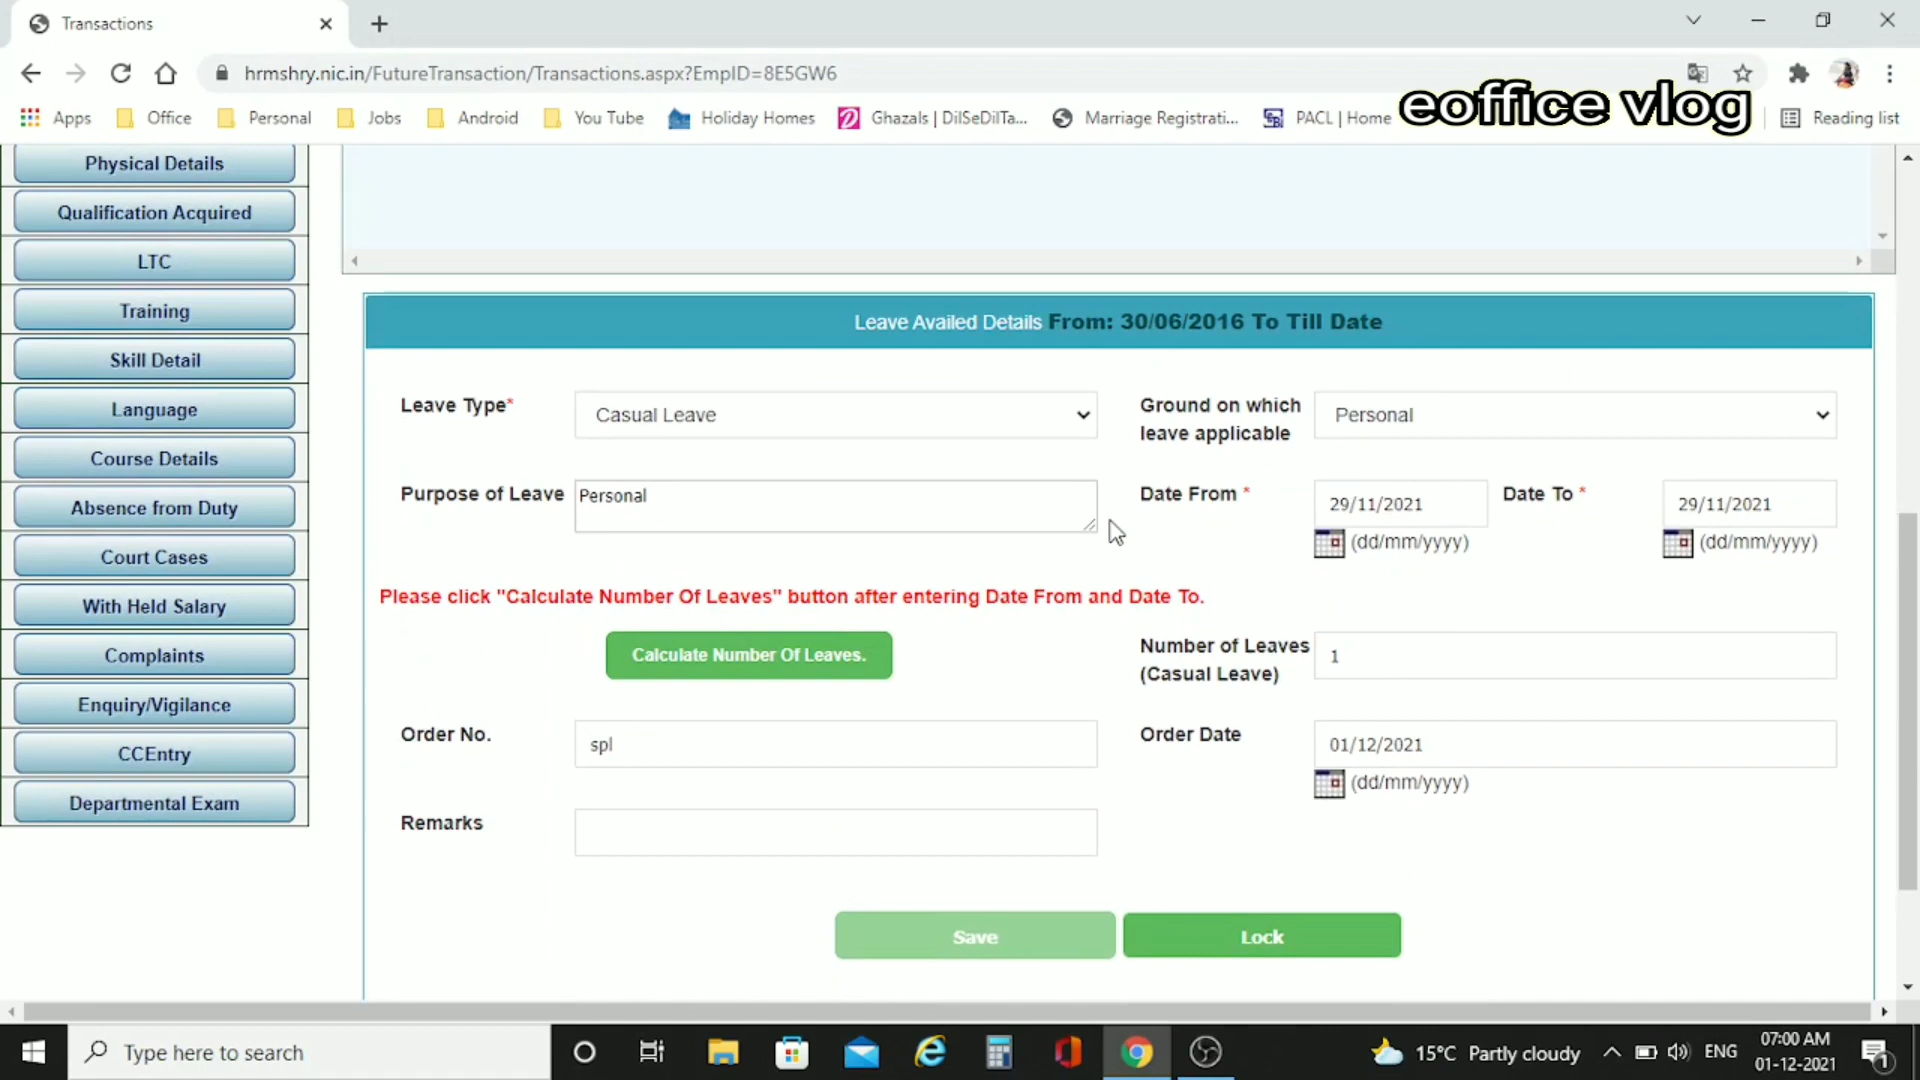 Transactions
hrmshry.nic.in/FutureTransaction/Transactions.aspx?EmpID=8E5GW6
Apps Office Personal Jobs Android You Tube Holiday Homes Ghazals | DilSeDilTa... Marriage Registrati... PACL | Home Reading list
eoffice vlog
Physical Details
Qualification Acquired
LTC
Training
Skill Detail
Language
Course Details
Absence from Duty
Court Cases
With Held Salary
Complaints
Enquiry/Vigilance
CCEntry
Departmental Exam
Leave Availed Details From: 30/06/2016 To Till Date
Leave Type* Casual Leave
Ground on which leave applicable Personal
Purpose of Leave Personal
Date From * 29/11/2021 (dd/mm/yyyy)
Date To * 29/11/2021 (dd/mm/yyyy)
Please click "Calculate Number Of Leaves" button after entering Date From and Date To.
Calculate Number Of Leaves.
Number of Leaves (Casual Leave) 1
Order No. spl
Order Date 01/12/2021 (dd/mm/yyyy)
Remarks
Save Lock
Type here to search
15°C Partly cloudy ENG
07:00 AM
01-12-2021
1